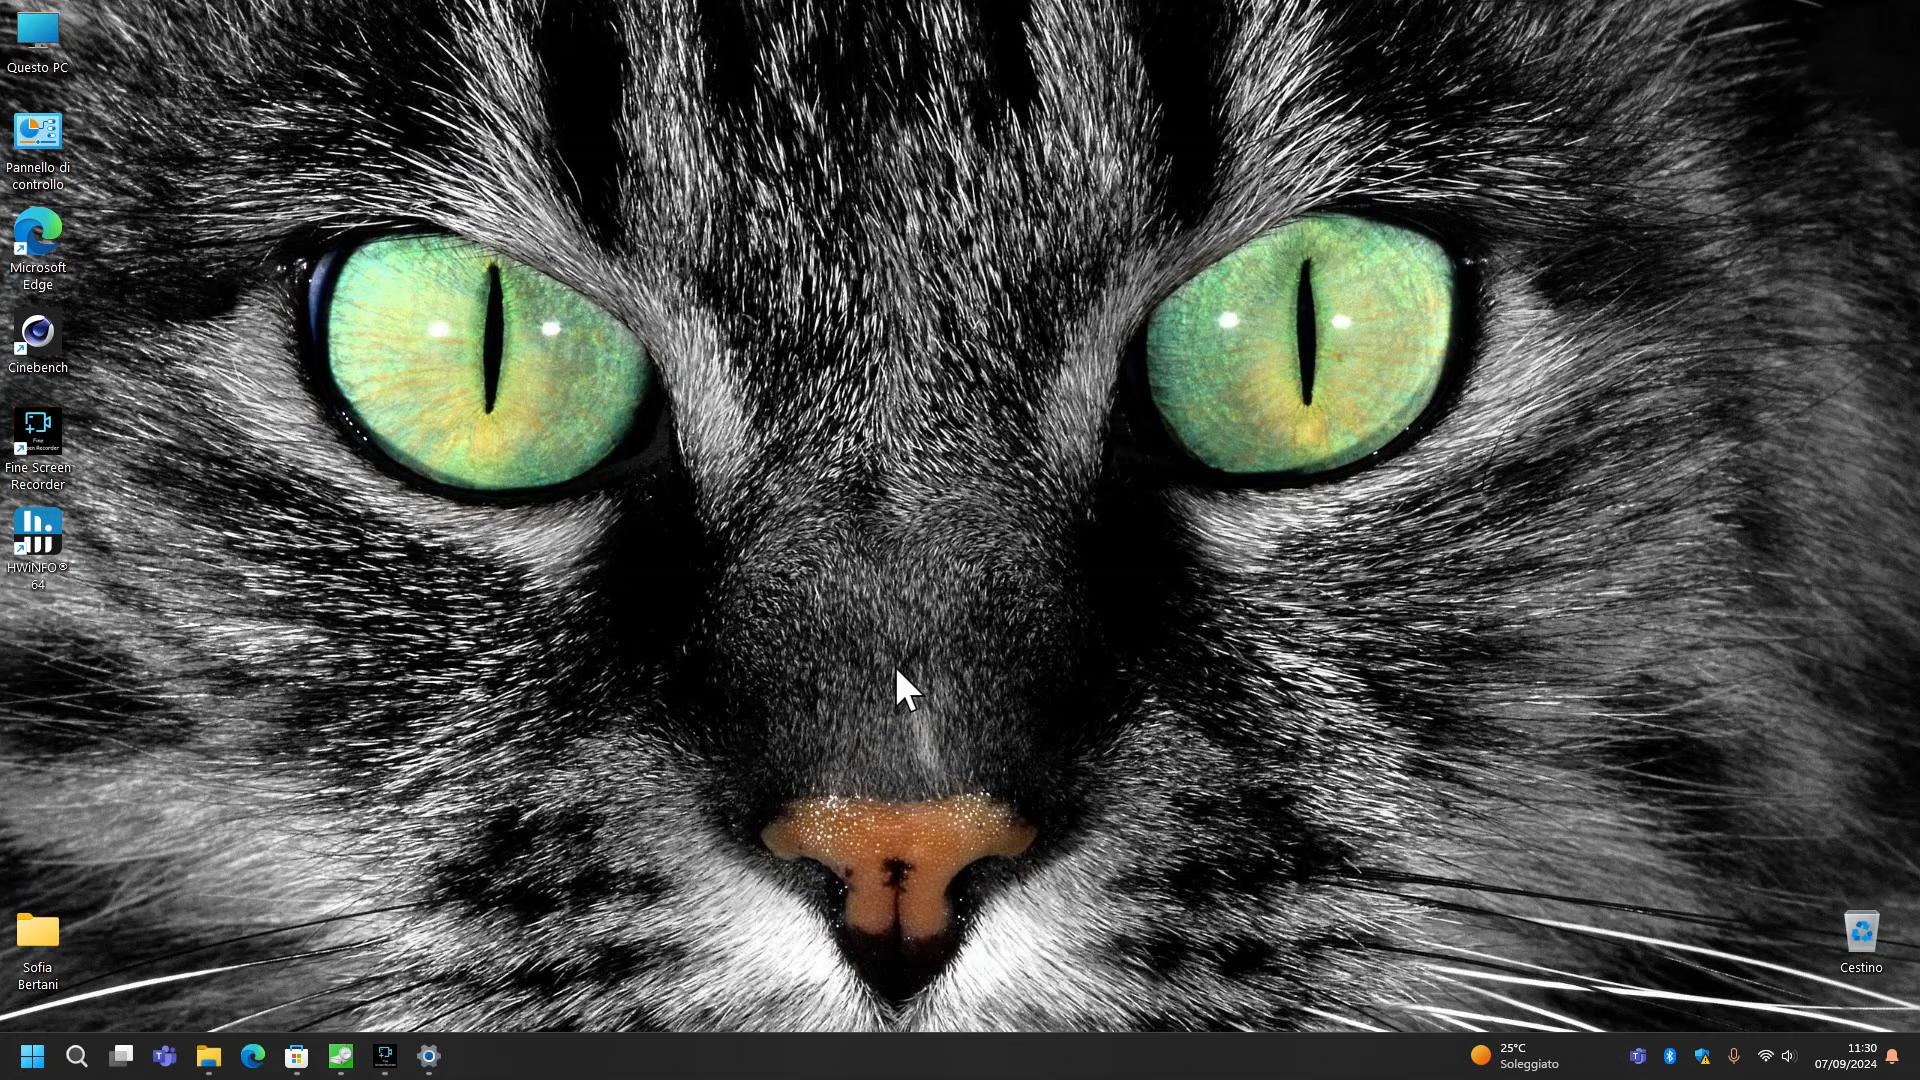 Questo PC
Pannello di
controllo
Microsoft
Edge
Cinebench
Fine Screen
Recorder
HWiNFO®
64
Sofia
Bertani
Cestino
25°C
Soleggiato
11:30
07/09/2024